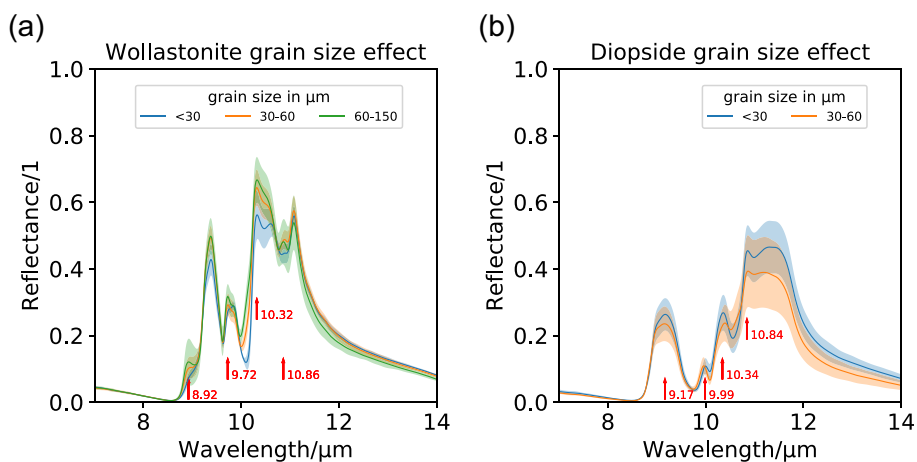 (a)
Wollastonite grain size effect
grain size in μm
<30 30-60 60-150
Reflectance/1
1.0
0.8
0.6
0.4
0.2
0.0
10.32
9.72
10.86
8.92
8 10 12 14
Wavelength/μm
(b)
Diopside grain size effect
grain size in μm
<30 30-60
Reflectance/1
1.0
0.8
0.6
0.4
0.2
0.0
10.84
10.34
9.17
9.99
8 10 12 14
Wavelength/μm